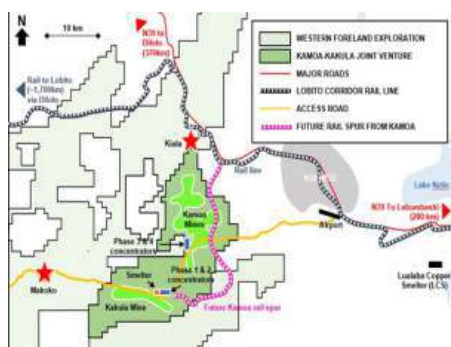 N
10 km
N39 to
Dilolo
(370km)
Rail to Lobito
(~1,700km)
via Dilolo
WESTERN FORELAND EXPLORATION
KAMOA-KAKULA JOINT VENTURE
MAJOR ROADS
LOBITO CORRIDOR RAIL LINE
ACCESS ROAD
FUTURE RAIL SPUR FROM KAMOA
Kiala
Rail line
Lake Nzilo
Kamoa
Mines
N39 To Lubumbashi
(280 km)
Airport
Phase 3 & 4
concentrators
Phase 1 & 2
concentrators
Smelter
Makoko
Lualaba Copper
Smelter (LCS)
Kakula Mine
Future Kamoa rail spur